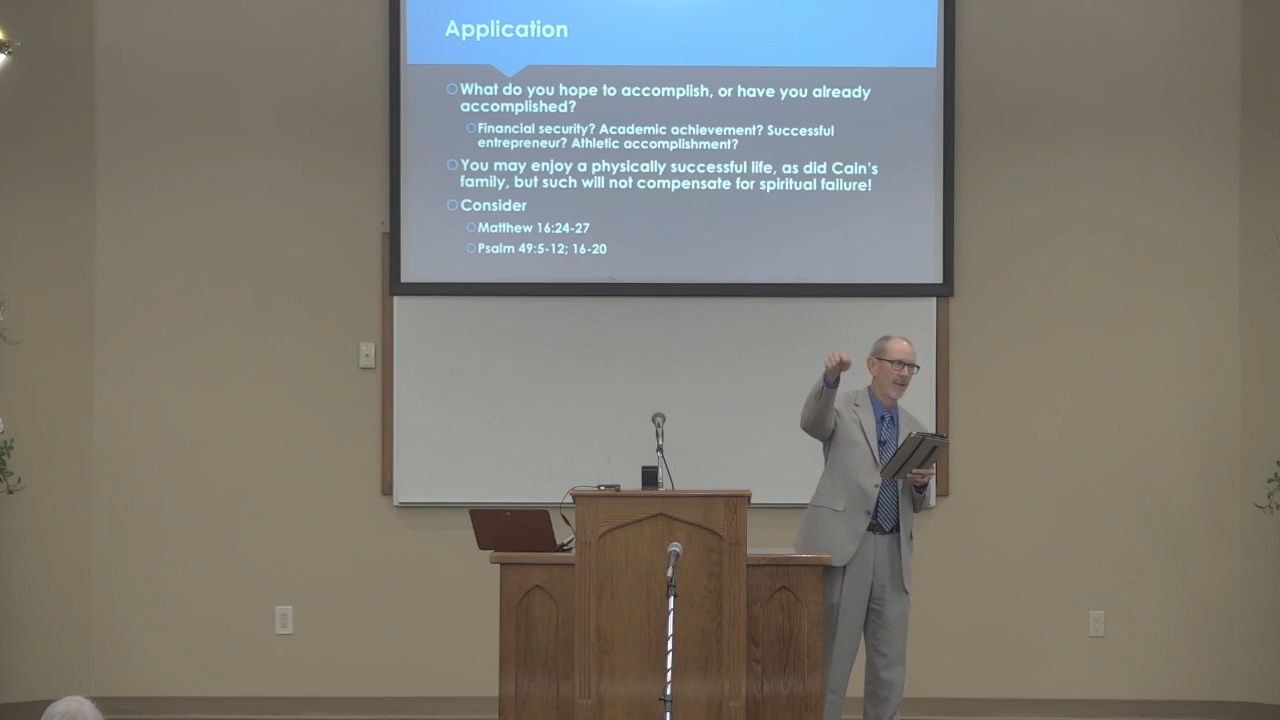 Application
What do you hope to accomplish, or have you already
accomplished?
Financial security? Academic achievement? Successful
entrepreneur? Athletic accomplishment?
You may enjoy a physically successful life, as did Cain's
family, but such will not compensate for spiritual failure!
Consider
Matthew 16:24-27
Psalm 49:5-12; 16-20